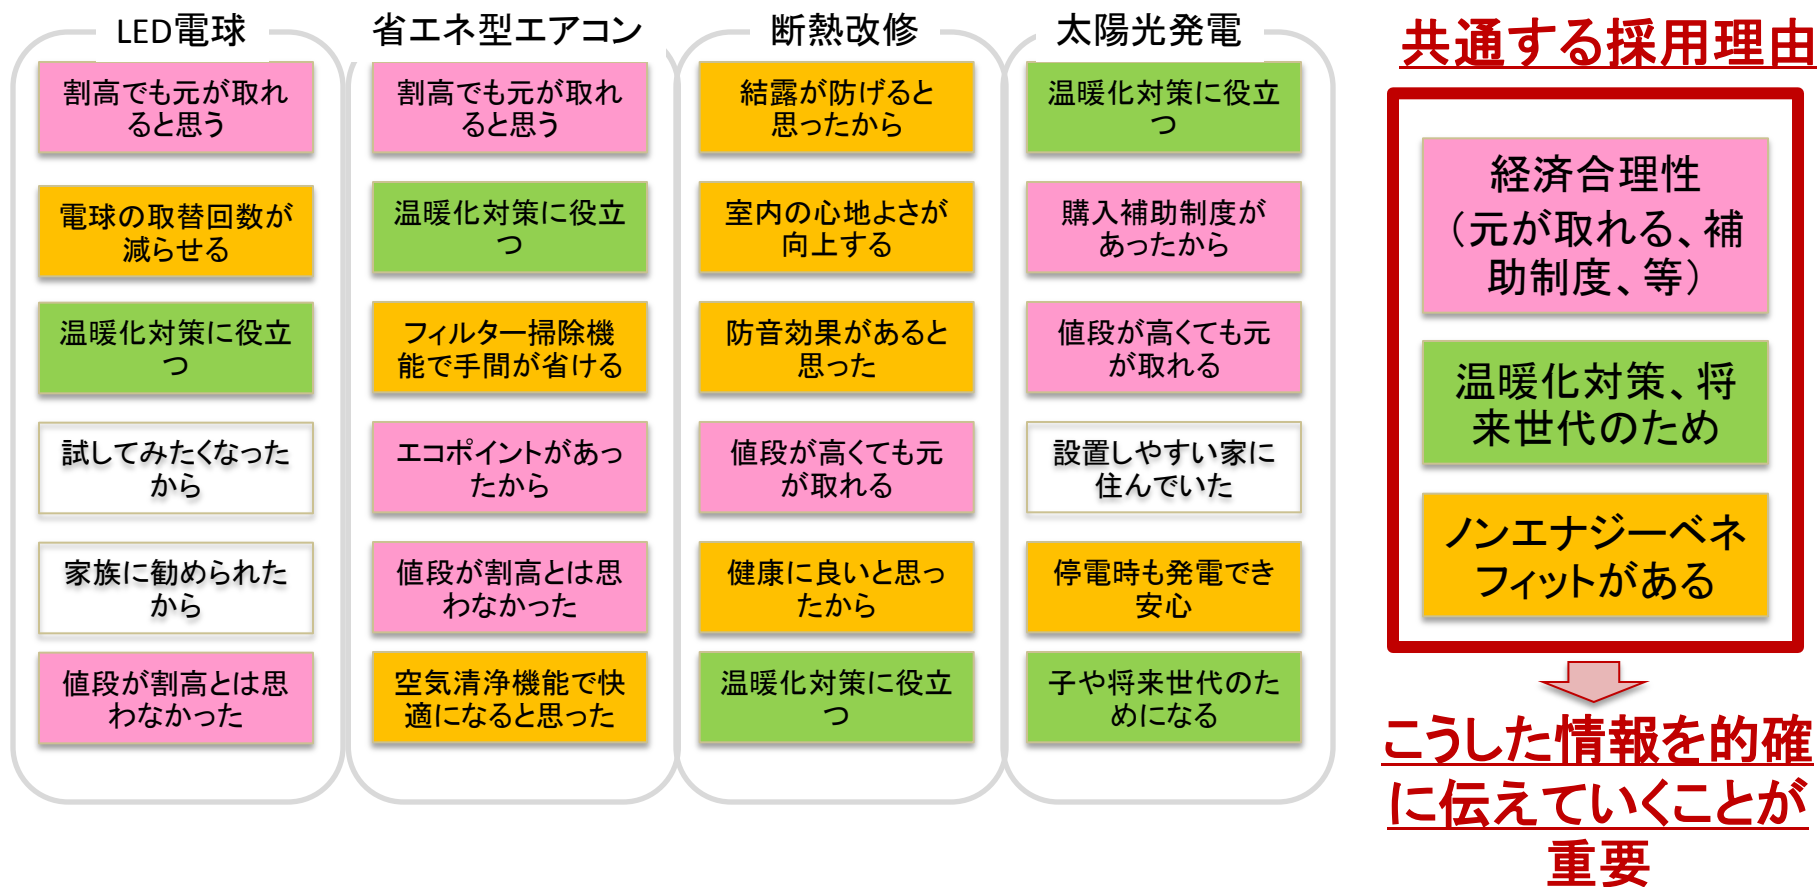 LED電球
割高でも元が取れ
ると思う
電球の取替回数が
減らせる
温暖化対策に役立
つ
試してみたくなった
から
家族に勧められた
から
値段が割高とは思
わなかった
省エネ型エアコン
割高でも元が取れ
ると思う
温暖化対策に役立
つ
フィルター掃除機
能で手間が省ける
エコポイントがあっ
たから
値段が割高とは思
わなかった
空気清浄機能で快
適になると思った
断熱改修
結露が防げると
思ったから
室内の心地よさが
向上する
防音効果があると
思った
値段が高くても元
が取れる
健康に良いと思っ
たから
温暖化対策に役立
つ
太陽光発電
温暖化対策に役立
つ
購入補助制度が
あったから
値段が高くても元
が取れる
設置しやすい家に
住んでいた
停電時も発電でき
安心
子や将来世代のた
めになる
共通する採用理由
経済合理性
（元が取れる、補
助制度、等）
温暖化対策、将
来世代のため
ノンエナジーベネ
フィットがある
こうした情報を的確
に伝えていくことが
重要